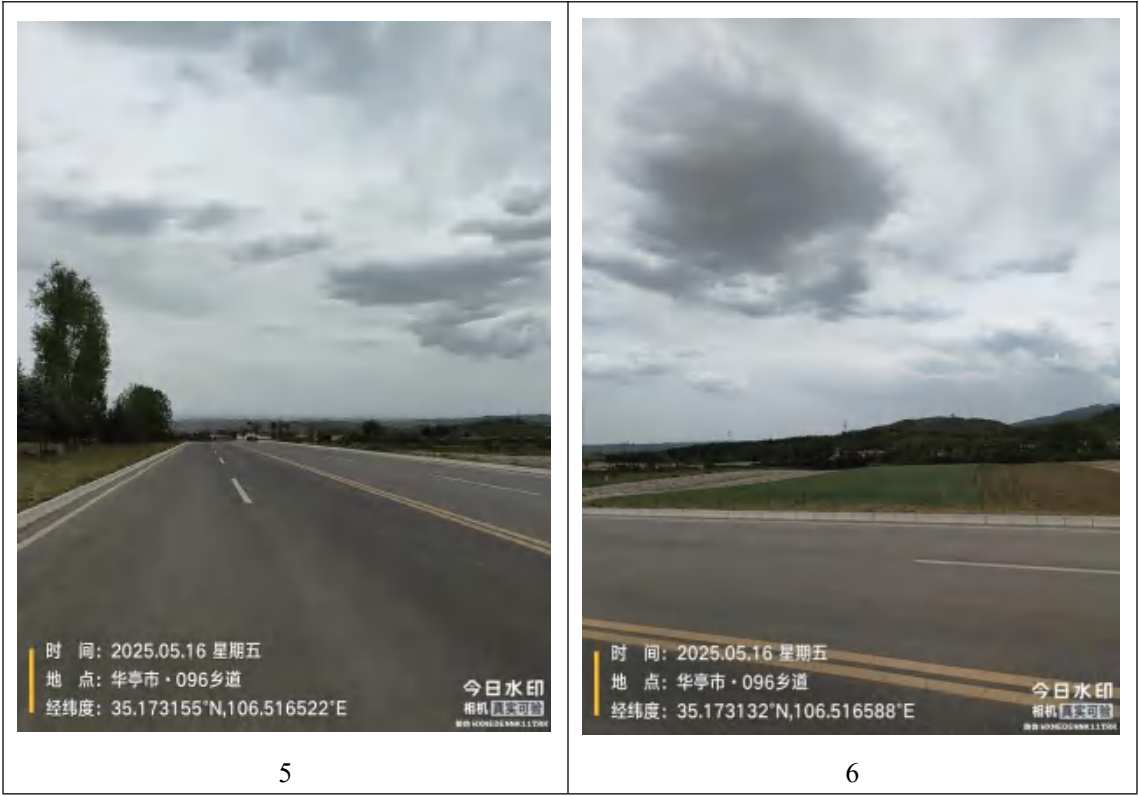 时 间: 2025.05.16 星期五
地 点: 华亭市·096乡道
经纬度: 35.173155°N,106.516522°E
今日水印
相机 真实可验
5
时 间: 2025.05.16 星期五
地 点: 华亭市·096乡道
经纬度: 35.173132°N,106.516588°E
今日水印
相机 真实可验
6